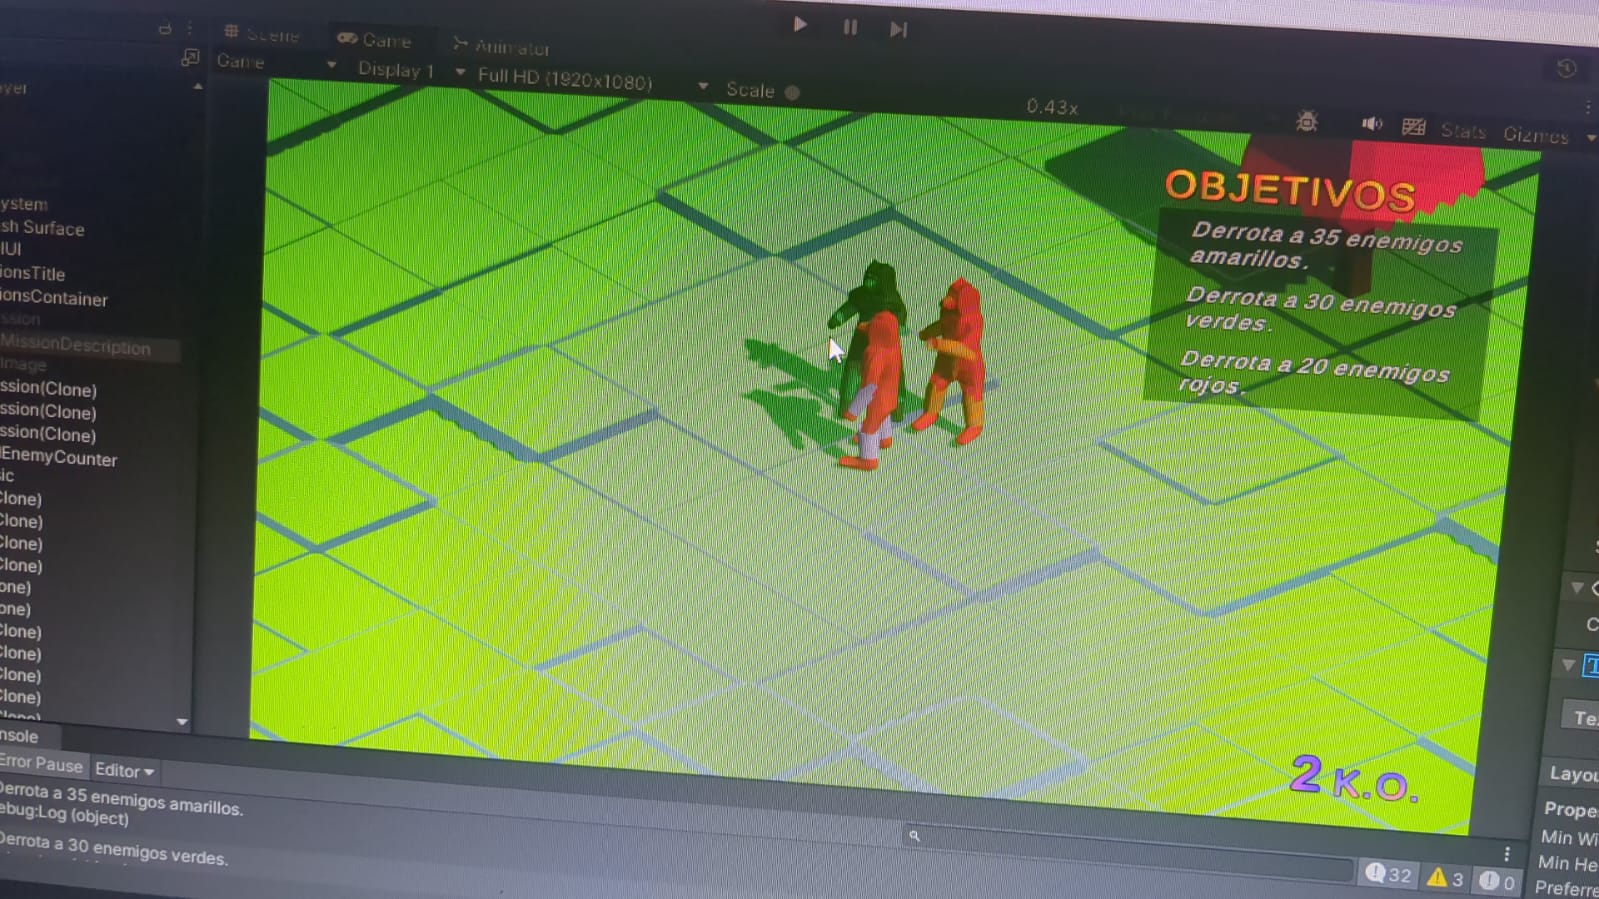 Scene
Game
Animator
Game
Display 1
Full HD (1920x1080)
Scale
0.43x
Stats
Gizmos
ayer
ystem
sh Surface
IUI
ionsTitle
ionsContainer
ssion
MissionDescription
Image
ssion(Clone)
ssion(Clone)
ssion(Clone)
EnemyCounter
ic
Clone)
Clone)
Clone)
Clone)
one)
one)
Clone)
Clone)
Clone)
Clone)
OBJETIVOS
Derrota a 35 enemigos
amarillos.
Derrota a 30 enemigos
verdes.
Derrota a 20 enemigos
rojos.
2 K.O.
nsole
Error Pause
Editor
Derrota a 35 enemigos amarillos.
ebug:Log (object)
Derrota a 30 enemigos verdes.
32
3
0
Te
Layou
Prope
Min Wi
Min He
Preferre